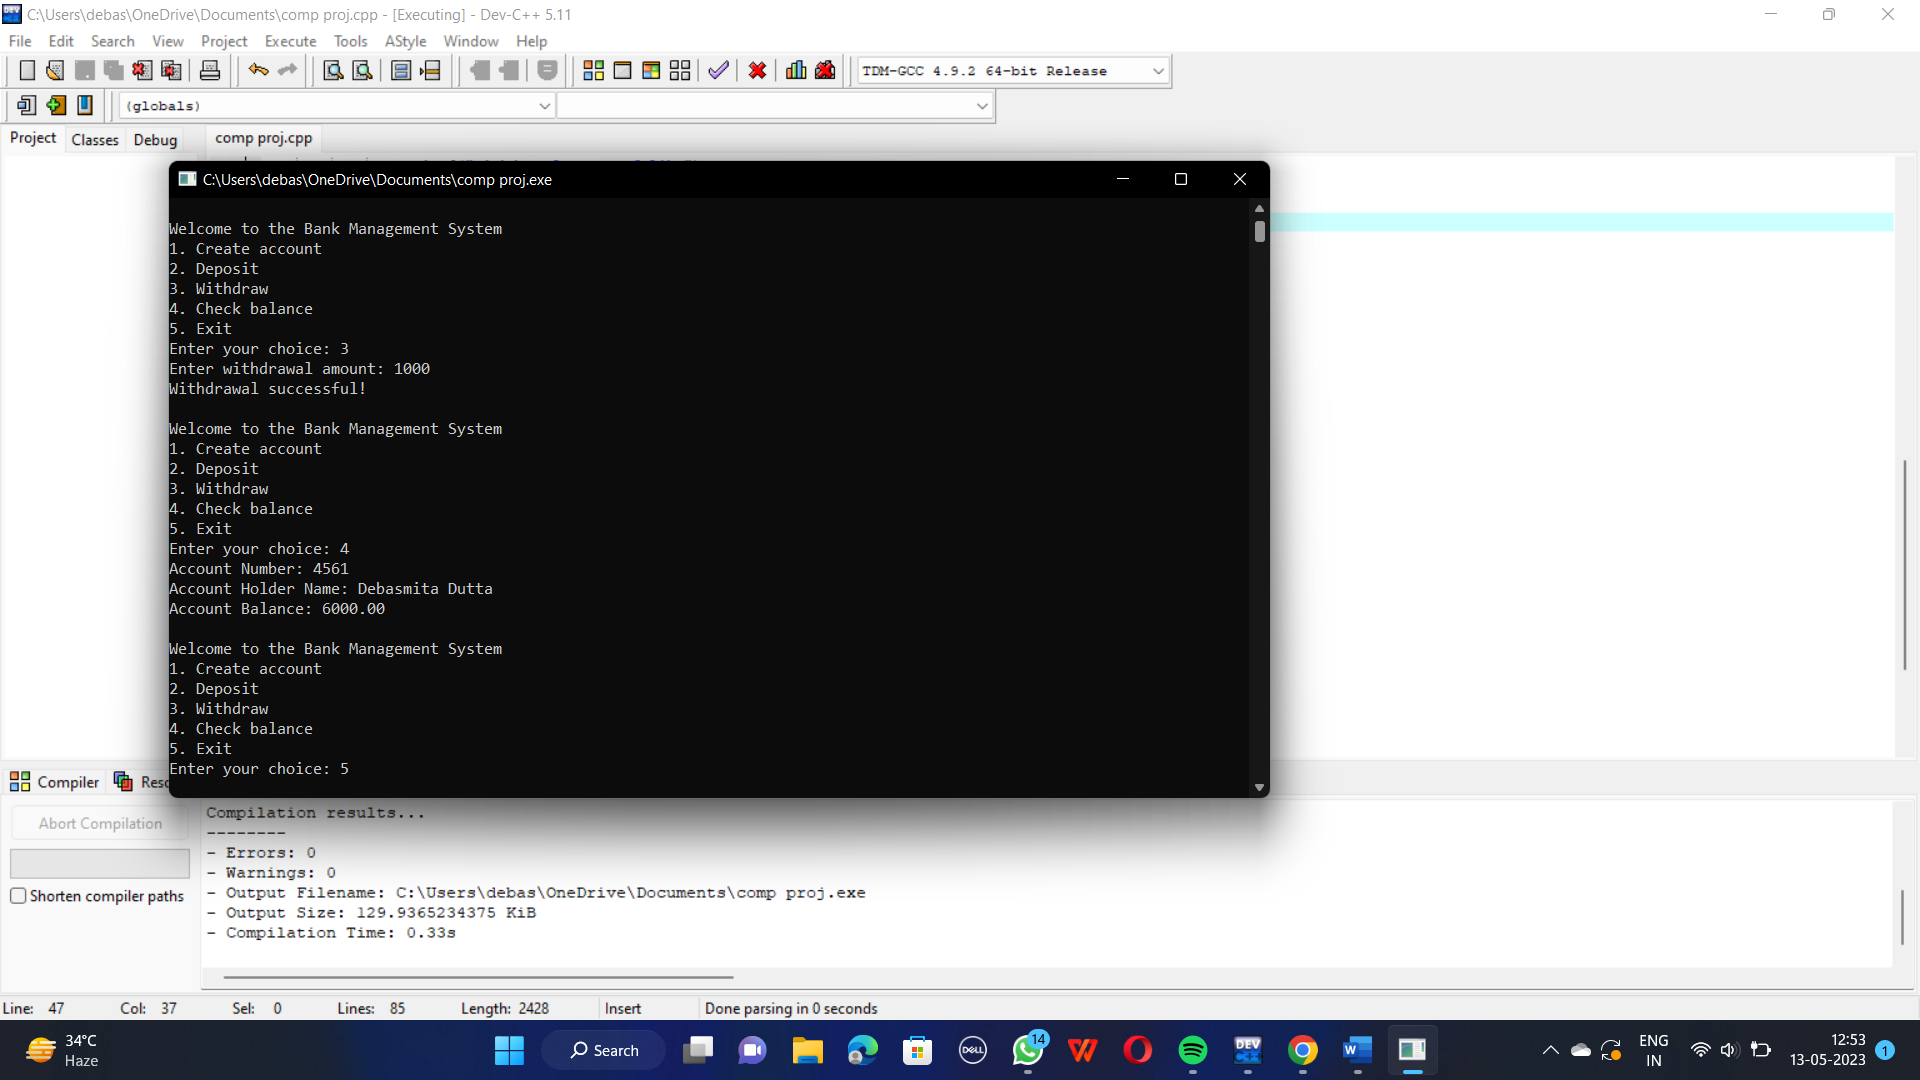 C:\Users\debas\OneDrive\Documents\comp proj.cpp - [Executing] - Dev-C++ 5.11
File Edit Search View Project Execute Tools AStyle Window Help
TDM-GCC 4.9.2 64-bit Release
(globals)
Project Classes Debug comp proj.cpp
C:\Users\debas\OneDrive\Documents\comp proj.exe
Welcome to the Bank Management System
1. Create account
2. Deposit
3. Withdraw
4. Check balance
5. Exit
Enter your choice: 3
Enter withdrawal amount: 1000
Withdrawal successful!
Welcome to the Bank Management System
1. Create account
2. Deposit
3. Withdraw
4. Check balance
5. Exit
Enter your choice: 4
Account Number: 4561
Account Holder Name: Debasmita Dutta
Account Balance: 6000.00
Welcome to the Bank Management System
1. Create account
2. Deposit
3. Withdraw
4. Check balance
5. Exit
Enter your choice: 5
Compiler
Abort Compilation
Shorten compiler paths
Compilation results...
--------
- Errors: 0
- Warnings: 0
- Output Filename: C:\Users\debas\OneDrive\Documents\comp proj.exe
- Output Size: 129.9365234375 KiB
- Compilation Time: 0.33s
Line: 47 Col: 37 Sel: 0 Lines: 85 Length: 2428 Insert Done parsing in 0 seconds
34°C
Haze
Search
DELL
14
DEV
C++
ENG
IN
12:53
13-05-2023
1